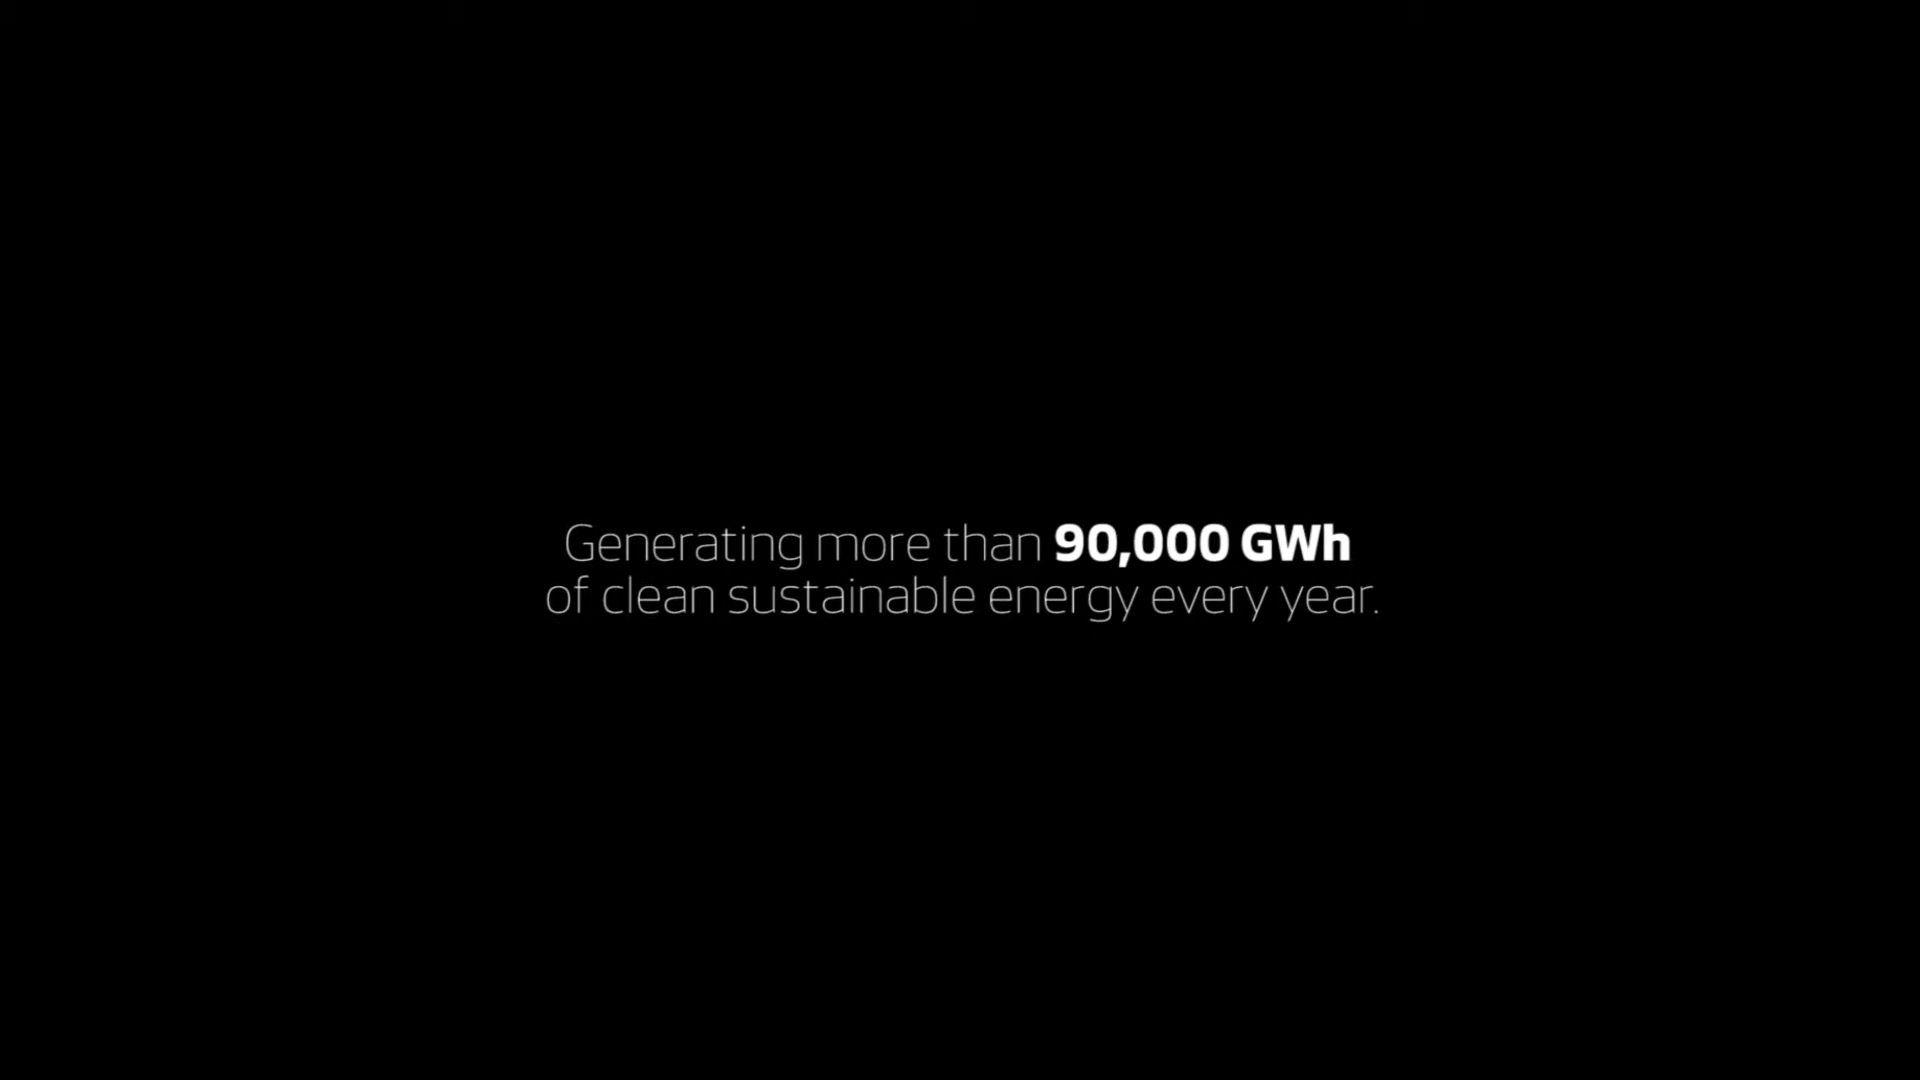 Generating more than 90,000 GWh
of clean sustainable energy every year.